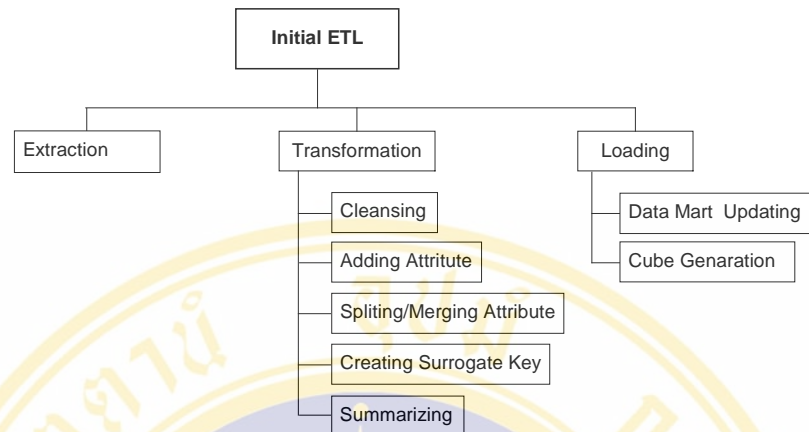 Initial ETL
Extraction
Transformation
Loading
Cleansing
Data Mart Updating
Adding Attritute
Cube Genaration
Spliting/Merging Attribute
Creating Surrogate Key
Summarizing